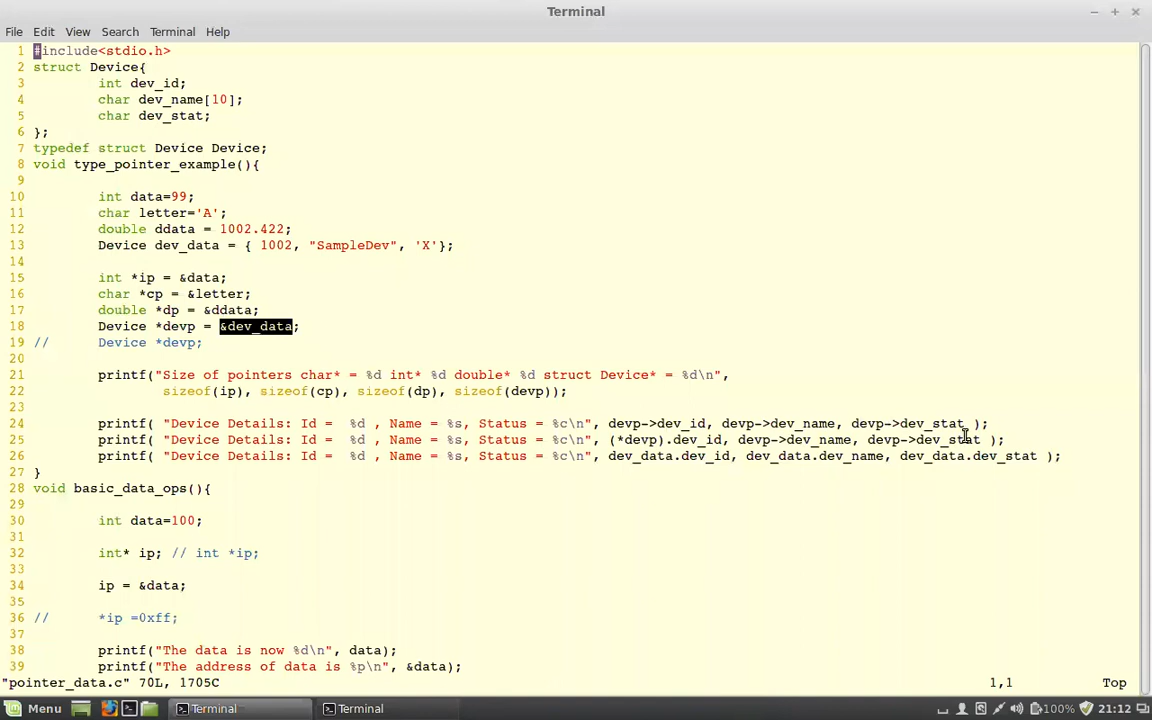 Terminal
File Edit View Search Terminal Help
1 #include<stdio.h>
2 struct Device{
3 int dev_id;
4 char dev_name[10];
5 char dev_stat;
6 };
7 typedef struct Device Device;
8 void type_pointer_example(){
9
10 int data=99;
11 char letter='A';
12 double ddata = 1002.422;
13 Device dev_data = { 1002, "SampleDev", 'X'};
14
15 int *ip = &data;
16 char *cp = &letter;
17 double *dp = &ddata;
18 Device *devp = &dev_data;
19 // Device *devp;
20
21 printf("Size of pointers char* = %d int* %d double* %d struct Device* = %d\n",
22 sizeof(ip), sizeof(cp), sizeof(dp), sizeof(devp));
23
24 printf( "Device Details: Id =  %d , Name = %s, Status = %c\n", devp->dev_id, devp->dev_name, devp->dev_stat );
25 printf( "Device Details: Id =  %d , Name = %s, Status = %c\n", (*devp).dev_id, devp->dev_name, devp->dev_stat );
26 printf( "Device Details: Id =  %d , Name = %s, Status = %c\n", dev_data.dev_id, dev_data.dev_name, dev_data.dev_stat );
27 }
28 void basic_data_ops(){
29
30 int data=100;
31
32 int* ip; // int *ip;
33
34 ip = &data;
35
36 // *ip =0xff;
37
38 printf("The data is now %d\n", data);
39 printf("The address of data is %p\n", &data);
"pointer_data.c" 70L, 1705C 1,1 Top
Menu Terminal Terminal 100% 21:12